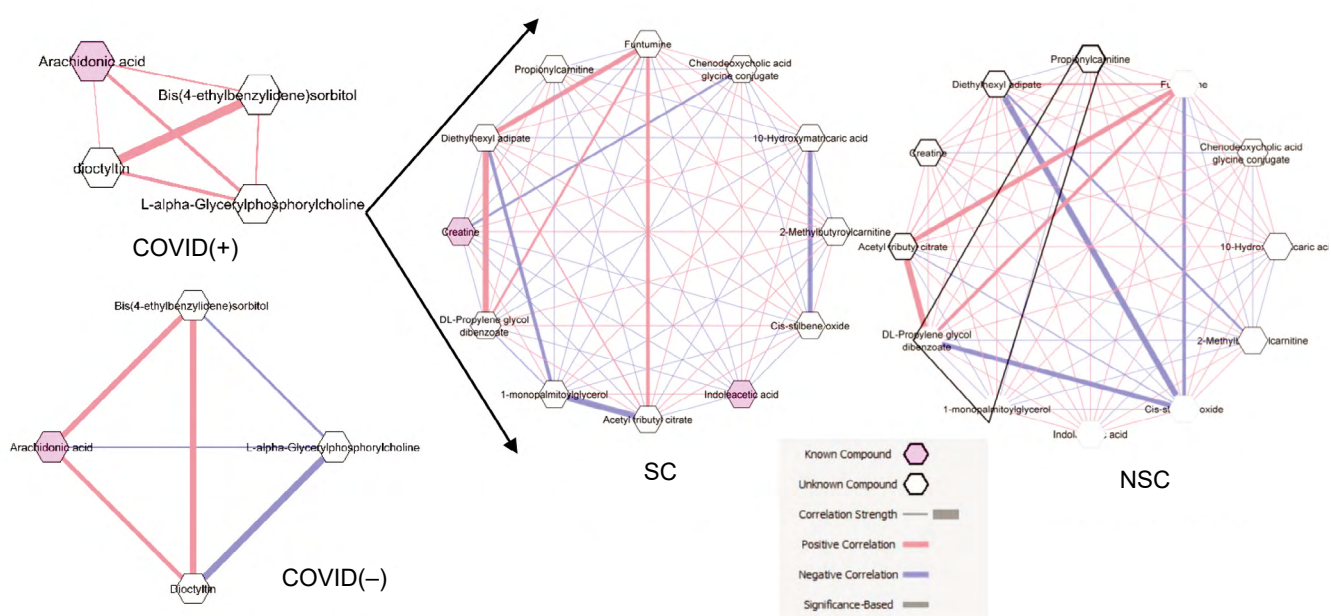 Arachidonic acid
Bis(4-ethylbenzylidene)sorbitol
dioctyltin
L-alpha-Glycerylphosphorylcholine
COVID(+)
Bis(4-ethylbenzylidene)sorbitol
Arachidonic acid
L-alpha-Glycerylphosphorylcholine
Dioctyltin
COVID(–)
Funtumine
Propionylcarnitine
Chenodeoxycholic acid
glycine conjugate
Diethylhexyl adipate
10-Hydroxymatricaric acid
Creatine
2-Methylbutyroylcarnitine
DL-Propylene glycol
dibenzoate
Cis-stilbene oxide
1-monopalmitoylglycerol
Indoleacetic acid
Acetyl tributyl citrate
SC
Propionylcarnitine
Diethylhexyl adipate
Creatine
Chenodeoxycholic acid
glycine conjugate
Acetyl tributyl citrate
DL-Propylene glycol
dibenzoate
1-monopalmitoylglycerol
acid
oxide
NSC
Known Compound
Unknown Compound
Correlation Strength
Positive Correlation
Negative Correlation
Significance-Based